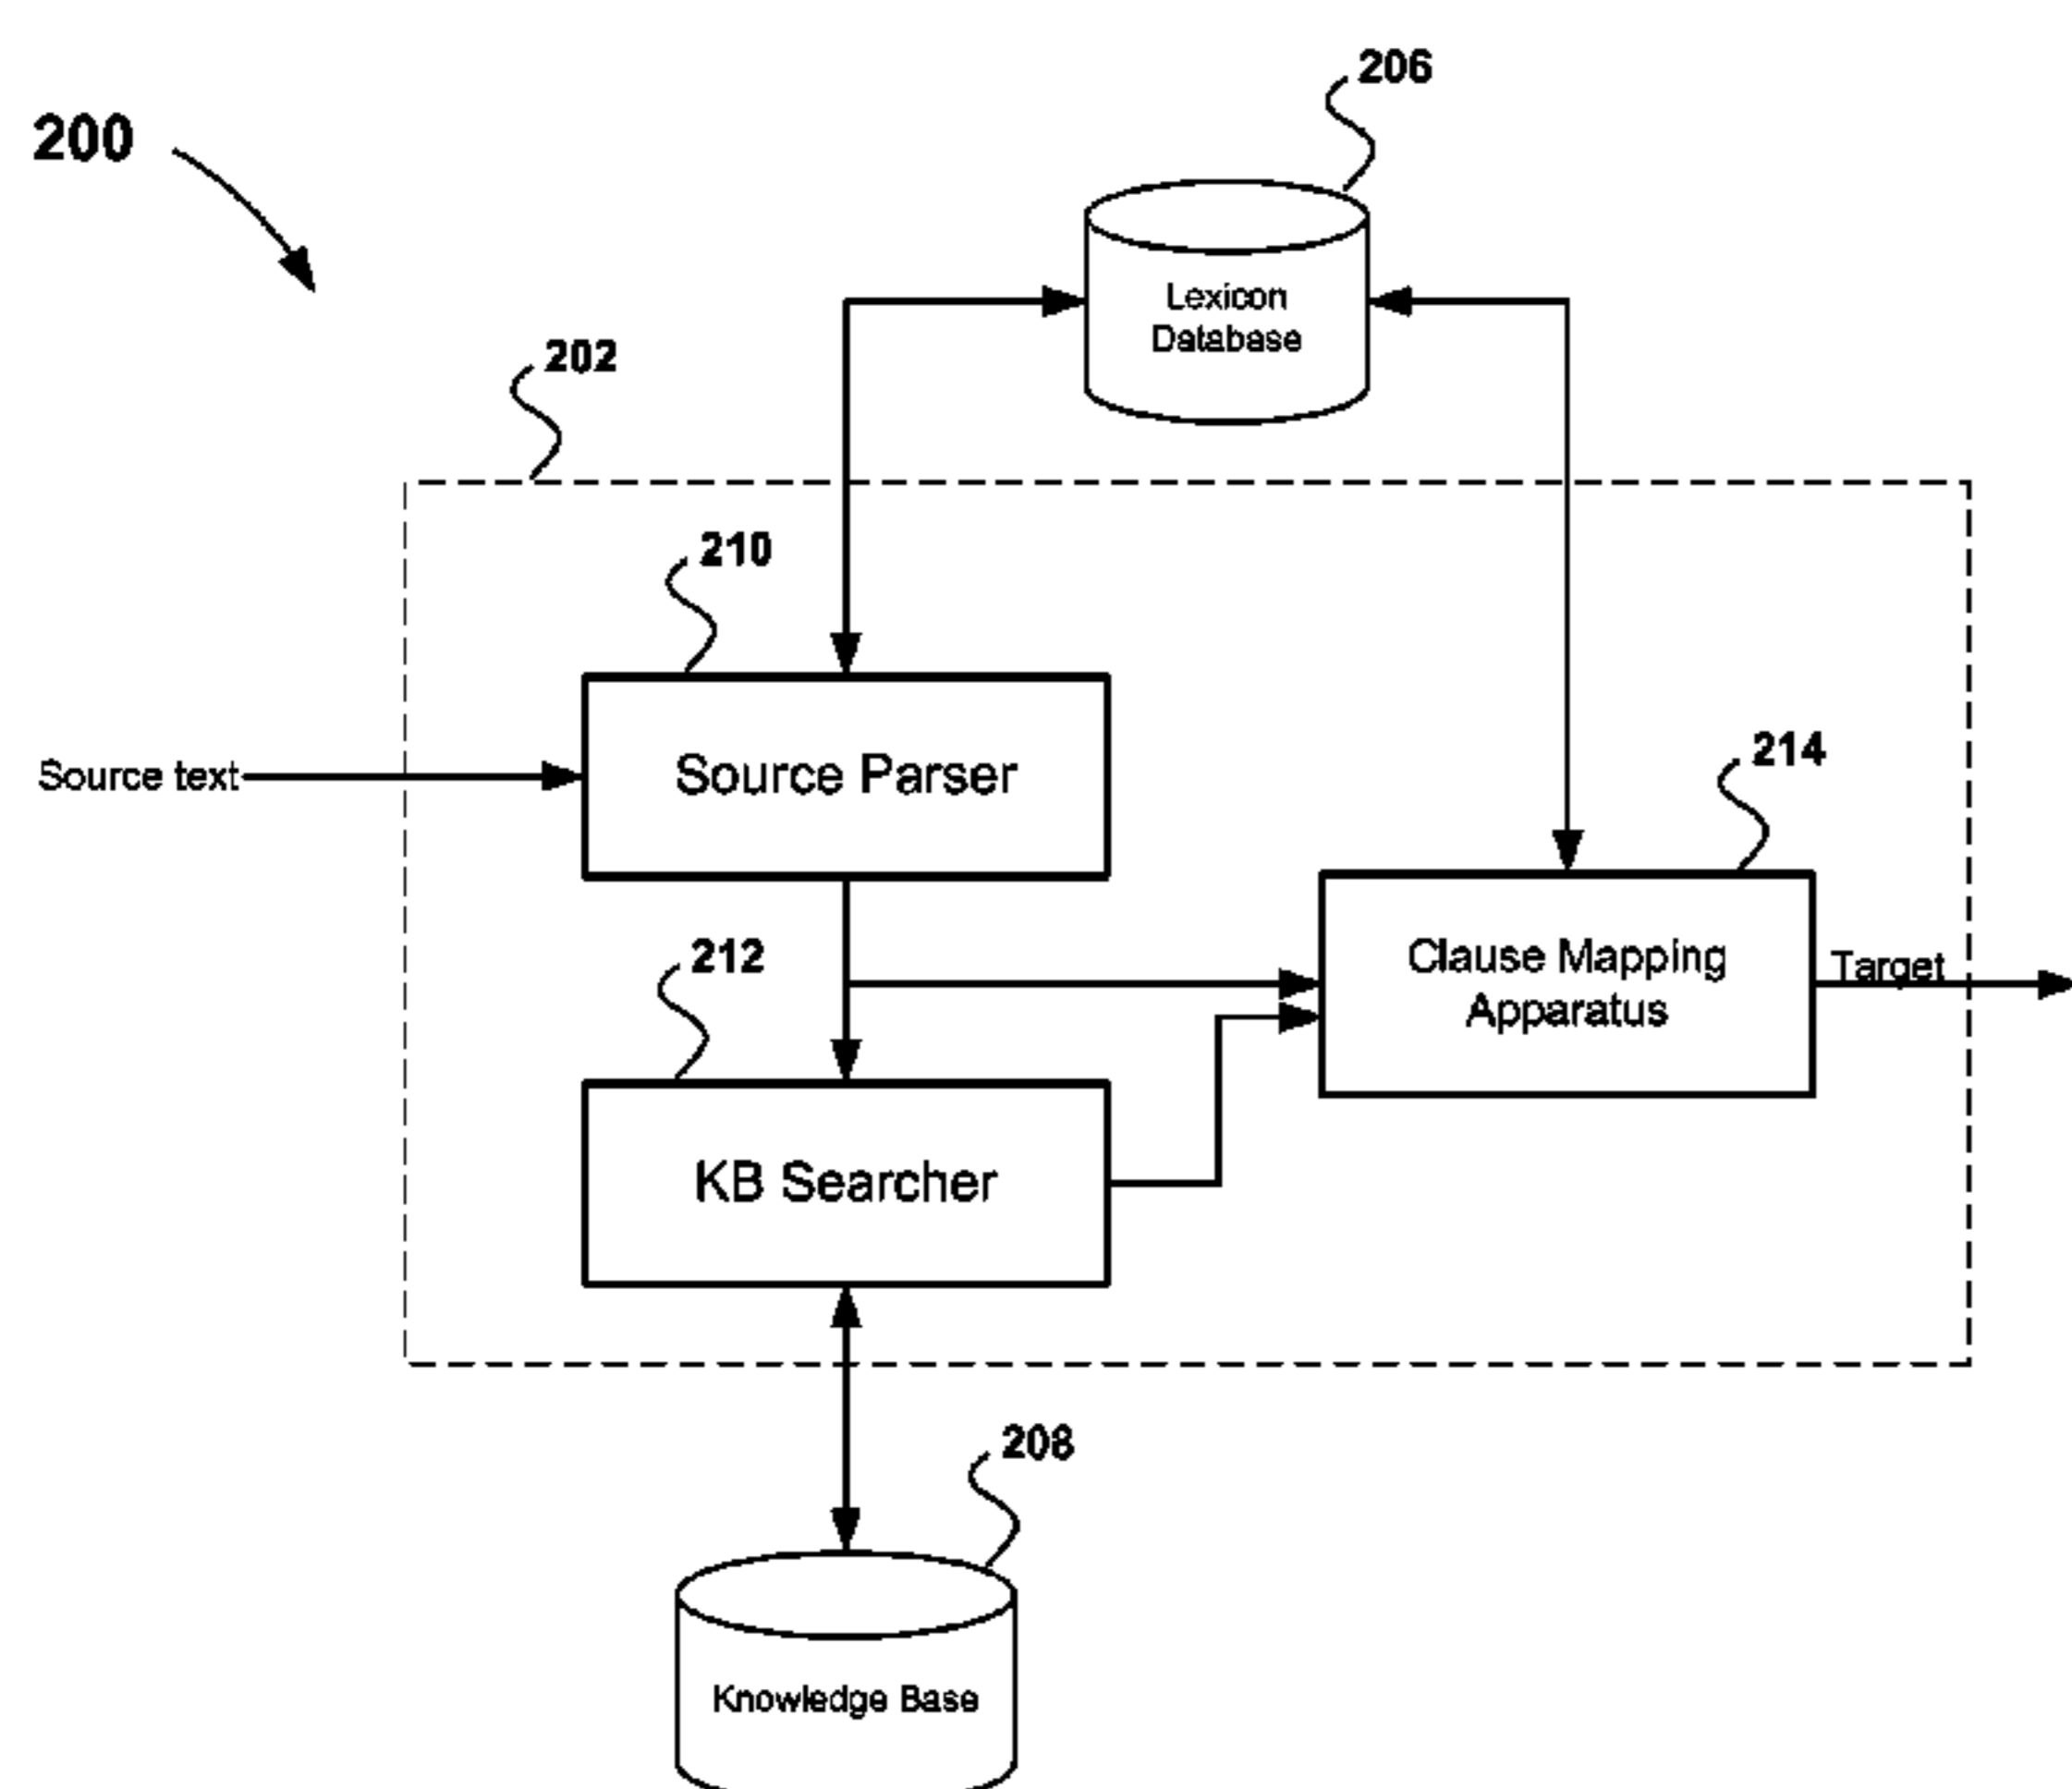 206
200
Lexicon
Database
202
210
Source text
Source Parser
214
212
Clause Mapping
Apparatus
Target
KB Searcher
208
Knowledge Base